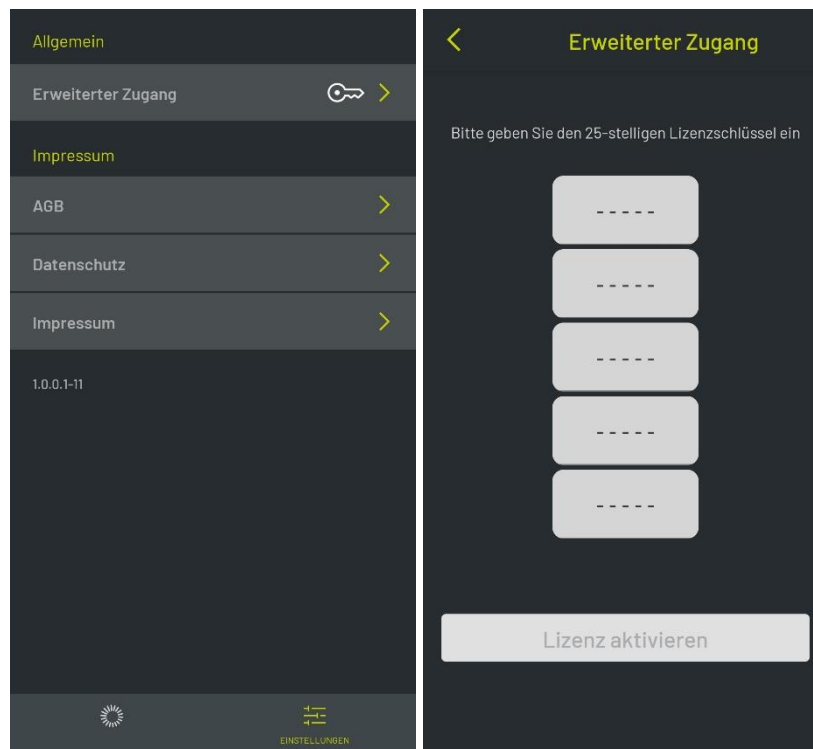 Allgemein
Erweiterter Zugang
Impressum
AGB
Datenschutz
Impressum
1.0.0.1-11
EINSTELLUNGEN
Erweiterter Zugang
Bitte geben Sie den 25-stelligen Lizenzschlüssel ein
- - - - -
- - - - -
- - - - -
- - - - -
- - - - -
Lizenz aktivieren